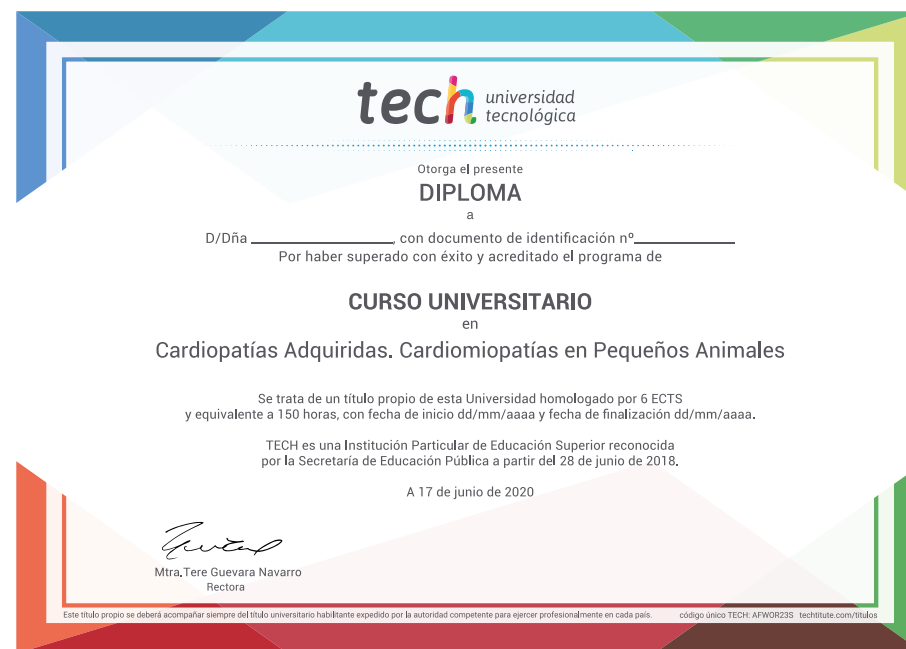 tech universidad
tecnológica
Otorga el presente
DIPLOMA
a
D/Dña ____________________, con documento de identificación nº______________
Por haber superado con éxito y acreditado el programa de
CURSO UNIVERSITARIO
en
Cardiopatías Adquiridas. Cardiomiopatías en Pequeños Animales
Se trata de un título propio de esta Universidad homologado por 6 ECTS
y equivalente a 150 horas, con fecha de inicio dd/mm/aaaa y fecha de finalización dd/mm/aaaa.
TECH es una Institución Particular de Educación Superior reconocida
por la Secretaría de Educación Pública a partir del 28 de junio de 2018.
A 17 de junio de 2020
Mtra.Tere Guevara Navarro
Rectora
Este título propio se deberá acompañar siempre del título universitario habilitante expedido por la autoridad competente para ejercer profesionalmente en cada país. código único TECH: AFWOR23S techtitute.com/titulos